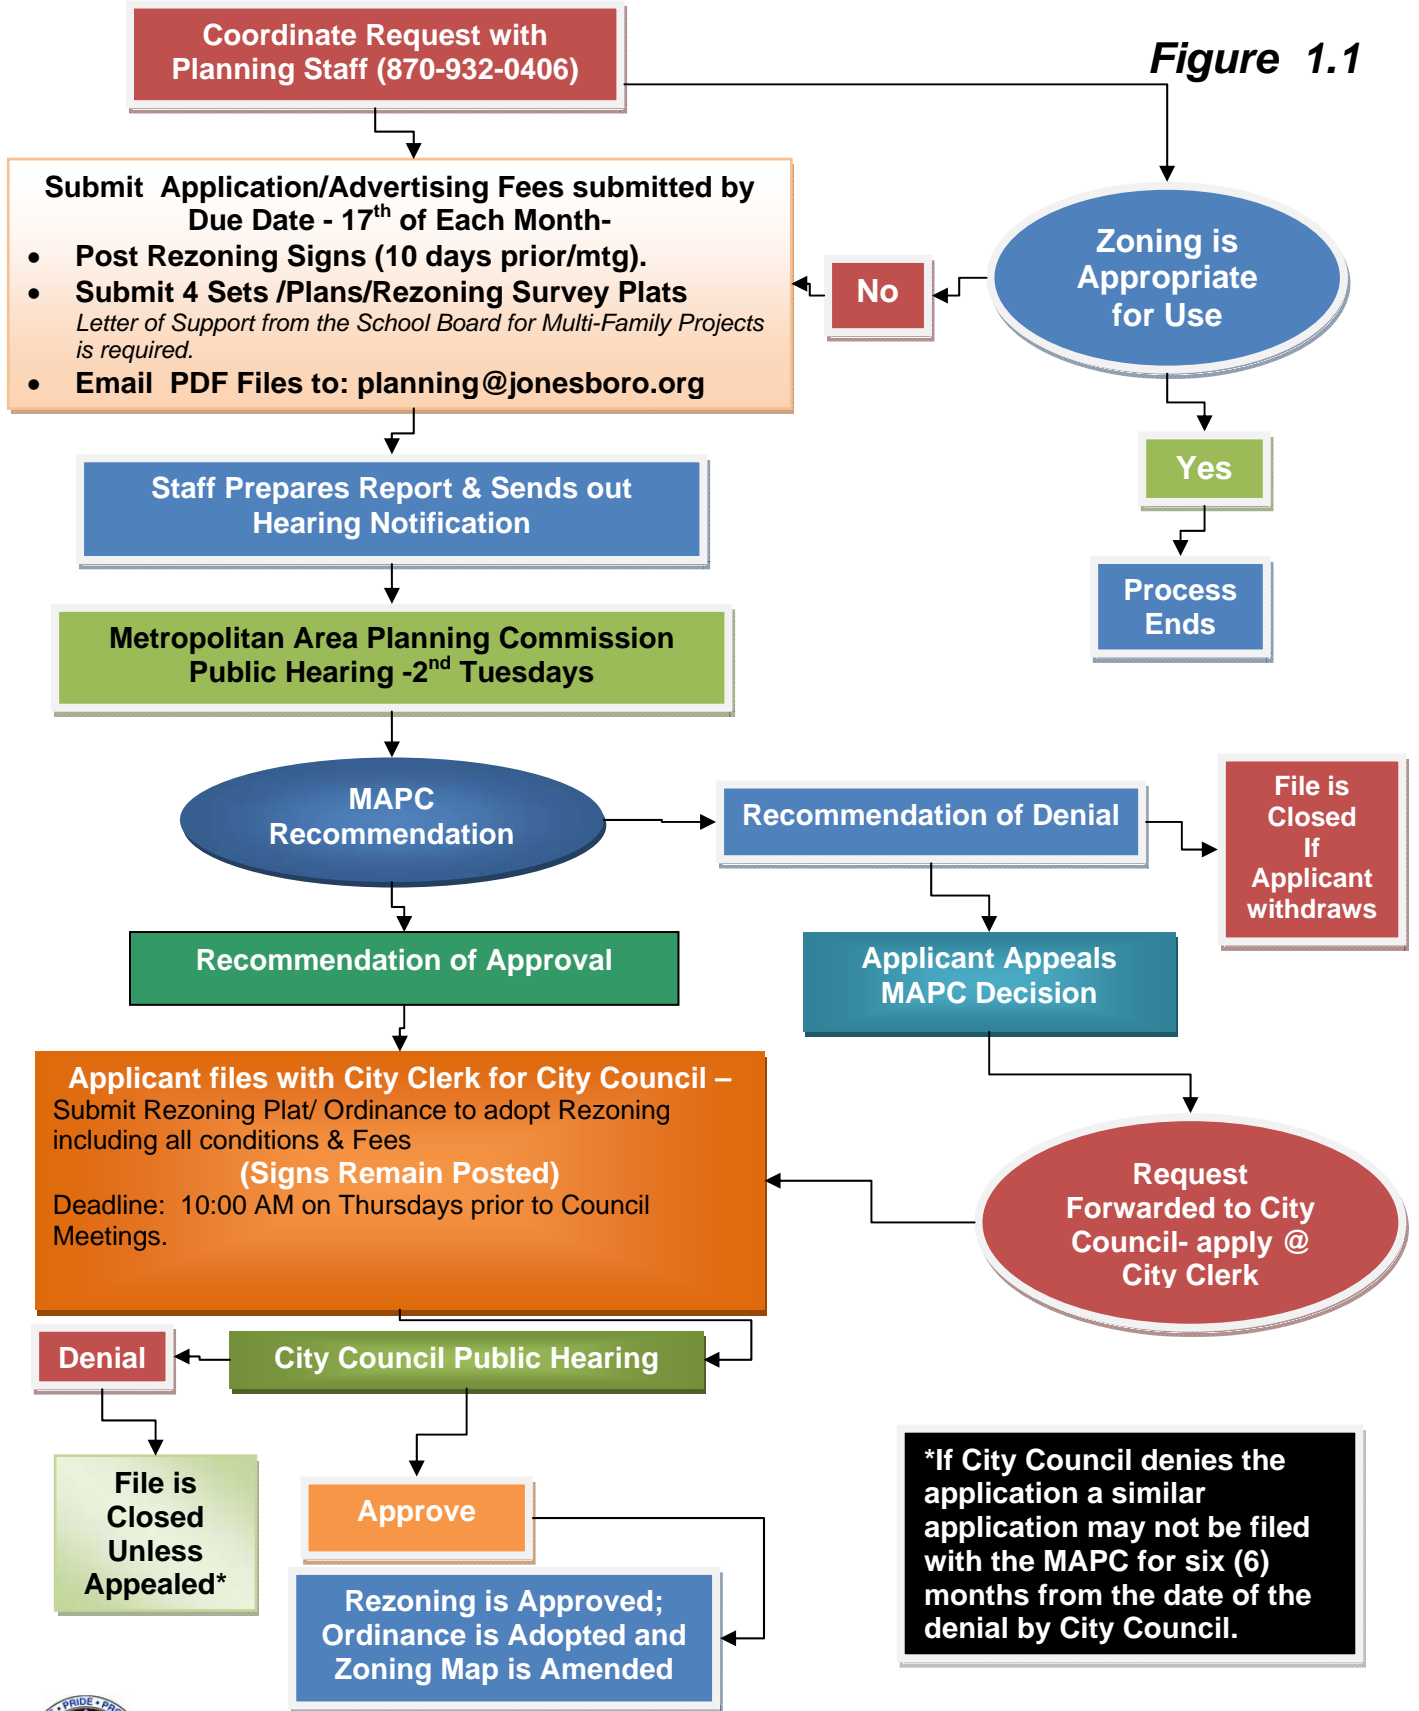 Coordinate Request with
Planning Staff (870-932-0406)
Figure 1.1
Submit Application/Advertising Fees submitted by
Due Date - 17th of Each Month-
• Post Rezoning Signs (10 days prior/mtg).
• Submit 4 Sets /Plans/Rezoning Survey Plats
Letter of Support from the School Board for Multi-Family Projects
is required.
• Email PDF Files to: planning@jonesboro.org
No
Zoning is
Appropriate
for Use
Yes
Process
Ends
Staff Prepares Report & Sends out
Hearing Notification
Metropolitan Area Planning Commission
Public Hearing -2nd Tuesdays
MAPC
Recommendation
Recommendation of Denial
File is
Closed
If
Applicant
withdraws
Recommendation of Approval
Applicant Appeals
MAPC Decision
Applicant files with City Clerk for City Council –
Submit Rezoning Plat/ Ordinance to adopt Rezoning
including all conditions & Fees
(Signs Remain Posted)
Deadline: 10:00 AM on Thursdays prior to Council
Meetings.
Request
Forwarded to City
Council- apply @
City Clerk
Denial
City Council Public Hearing
File is
Closed
Unless
Appealed*
Approve
Rezoning is Approved;
Ordinance is Adopted and
Zoning Map is Amended
*If City Council denies the
application a similar
application may not be filed
with the MAPC for six (6)
months from the date of the
denial by City Council.
PRIDE